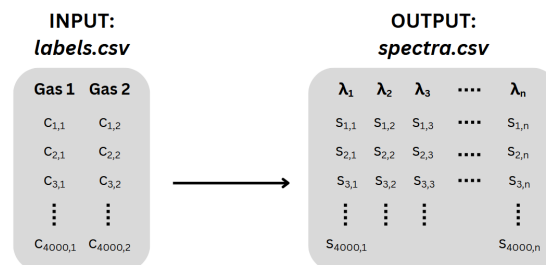 INPUT:
labels.csv
Gas 1 Gas 2
C1,1 C1,2
C2,1 C2,2
C3,1 C3,2
C4000,1 C4000,2
OUTPUT:
spectra.csv
λ1 λ2 λ3 ···· λn
S1,1 S1,2 S1,3 ···· S1,n
S2,1 S2,2 S2,3 ···· S2,n
S3,1 S3,2 S3,3 ···· S3,n
S4000,1 S4000,n